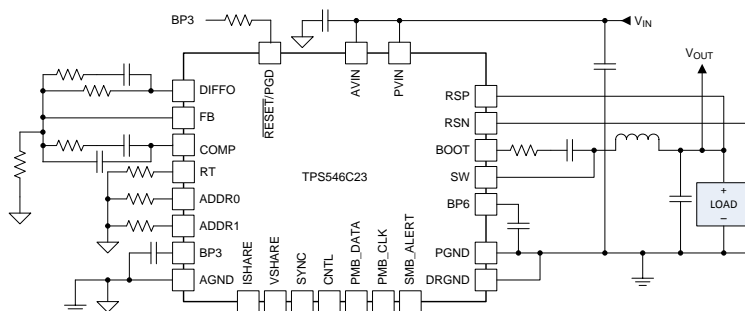 BP3
VIN
VOUT
RESET/PGD
AVIN
PVIN
DIFFO
FB
COMP
RT
ADDR0
ADDR1
BP3
AGND
TPS546C23
RSP
RSN
BOOT
SW
BP6
PGND
DRGND
+
LOAD
–
ISHARE
VSHARE
SYNC
CNTL
PMB_DATA
PMB_CLK
SMB_ALERT